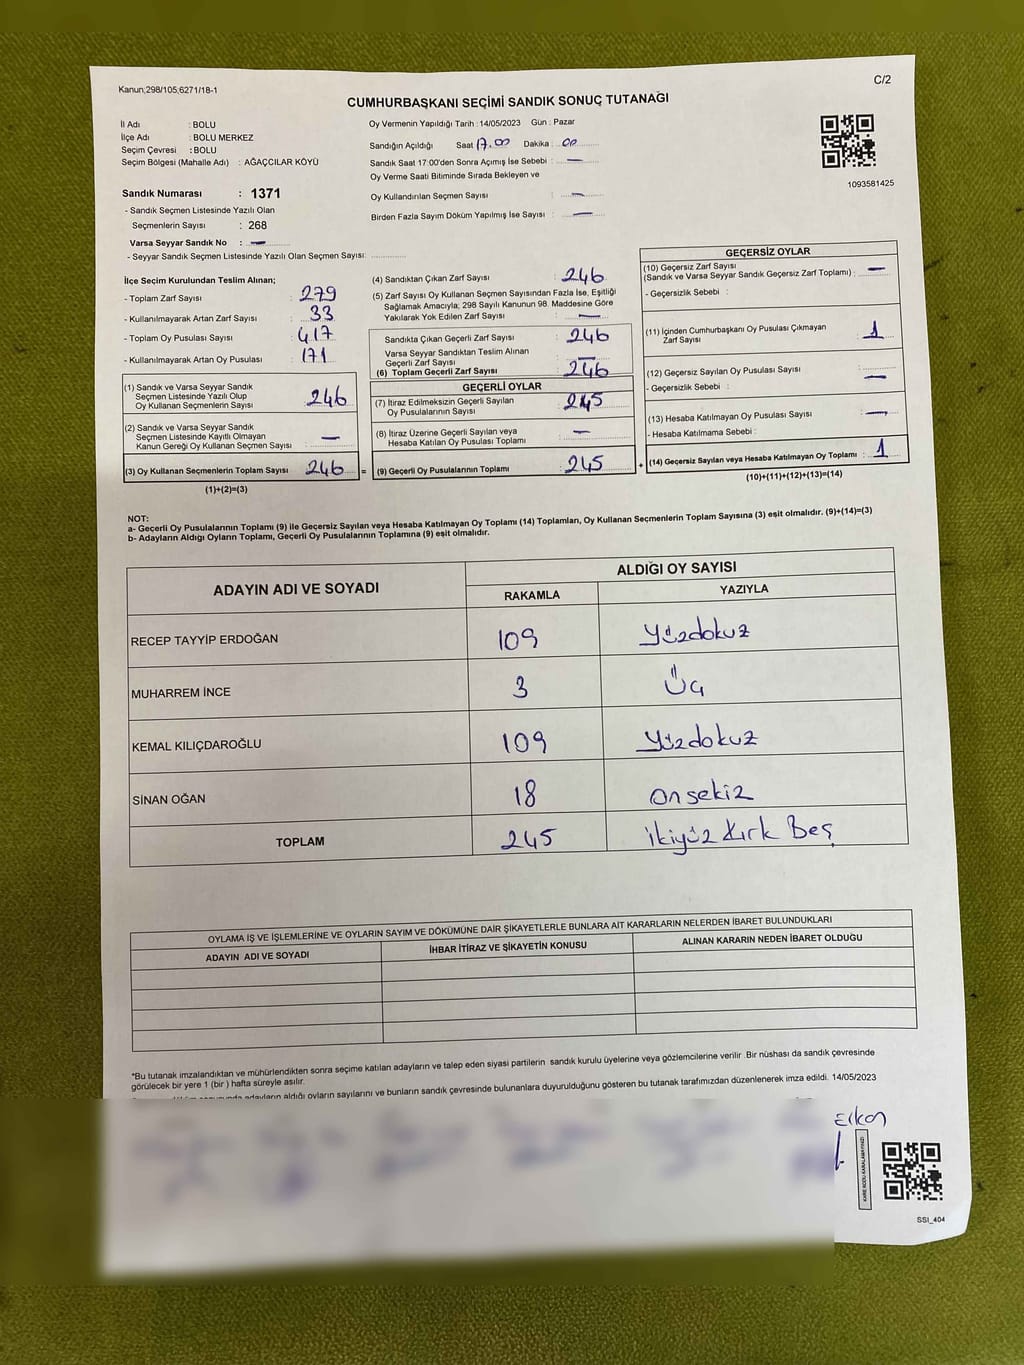 Kanun;298/105;6271/18-1
C/2
CUMHURBAŞKANI SEÇİMİ SANDIK SONUÇ TUTANAĞI
İl Adı : BOLU
İlçe Adı : BOLU MERKEZ
Seçim Çevresi : BOLU
Seçim Bölgesi (Mahalle Adı) : AĞAÇCILAR KÖYÜ
Oy Vermenin Yapıldığı Tarih : 14/05/2023 Gün : Pazar
Sandığın Açıldığı Saat 17.00 Dakika : 00
Sandık Saat 17:00'den Sonra Açımış İse Sebebi : —
Oy Verme Saati Bitiminde Sırada Bekleyen ve
Oy Kullandırılan Seçmen Sayısı : —
Birden Fazla Sayım Döküm Yapılmış İse Sayısı : —
1093581425
Sandık Numarası : 1371
- Sandık Seçmen Listesinde Yazılı Olan
Seçmenlerin Sayısı : 268
Varsa Seyyar Sandık No : —
- Seyyar Sandık Seçmen Listesinde Yazılı Olan Seçmen Sayısı:
İlçe Seçim Kurulundan Teslim Alınan;
- Toplam Zarf Sayısı : 279
- Kullanılmayarak Artan Zarf Sayısı : 33
- Toplam Oy Pusulası Sayısı : 417
- Kullanılmayarak Artan Oy Pusulası : 171
(1) Sandık ve Varsa Seyyar Sandık
Seçmen Listesinde Yazılı Olup
Oy Kullanan Seçmenlerin Sayısı : 246
(2) Sandık ve Varsa Seyyar Sandık
Seçmen Listesinde Kayıtlı Olmayan
Kanun Gereği Oy Kullanan Seçmen Sayısı : —
(3) Oy Kullanan Seçmenlerin Toplam Sayısı : 246 =
(1)+(2)=(3)
(4) Sandıktan Çıkan Zarf Sayısı : 246
(5) Zarf Sayısı Oy Kullanan Seçmen Sayısından Fazla İse, Eşitliği
Sağlamak Amacıyla; 298 Sayılı Kanunun 98. Maddesine Göre
Yakılarak Yok Edilen Zarf Sayısı : —
Sandıkta Çıkan Geçerli Zarf Sayısı : 246
Varsa Seyyar Sandıktan Teslim Alınan
Geçerli Zarf Sayısı : —
(6) Toplam Geçerli Zarf Sayısı : 246
GEÇERLİ OYLAR
(7) İtiraz Edilmeksizin Geçerli Sayılan
Oy Pusulalarının Sayısı : 245
(8) İtiraz Üzerine Geçerli Sayılan veya
Hesaba Katılan Oy Pusulası Toplamı : —
(9) Geçerli Oy Pusulalarının Toplamı : 245 +
GEÇERSİZ OYLAR
(10) Geçersiz Zarf Sayısı
(Sandık ve Varsa Seyyar Sandık Geçersiz Zarf Toplamı) : —
- Geçersizlik Sebebi :
(11) İçinden Cumhurbaşkanı Oy Pusulası Çıkmayan
Zarf Sayısı : 1
(12) Geçersiz Sayılan Oy Pusulası Sayısı : —
- Geçersizlik Sebebi :
(13) Hesaba Katılmayan Oy Pusulası Sayısı : —
- Hesaba Katılmama Sebebi :
(14) Geçersiz Sayılan veya Hesaba Katılmayan Oy Toplamı : 1
(10)+(11)+(12)+(13)=(14)
NOT:
a- Geçerli Oy Pusulalarının Toplamı (9) ile Geçersiz Sayılan veya Hesaba Katılmayan Oy Toplamı (14) Toplamları, Oy Kullanan Seçmenlerin Toplam Sayısına (3) eşit olmalıdır. (9)+(14)=(3)
b- Adayların Aldığı Oyların Toplamı, Geçerli Oy Pusulalarının Toplamına (9) eşit olmalıdır.
ADAYIN ADI VE SOYADI
ALDIĞI OY SAYISI
RAKAMLA YAZIYLA
RECEP TAYYİP ERDOĞAN 109 Yüzdokuz
MUHARREM İNCE 3 Üç
KEMAL KILIÇDAROĞLU 109 Yüzdokuz
SİNAN OĞAN 18 onsekiz
TOPLAM 245 ikiyüz Kırk Beş
OYLAMA İŞ VE İŞLEMLERİNE VE OYLARIN SAYIM VE DÖKÜMÜNE DAİR ŞİKAYETLERLE BUNLARA AİT KARARLARIN NELERDEN İBARET BULUNDUKLARI
ADAYIN ADI VE SOYADI İHBAR İTİRAZ VE ŞİKAYETİN KONUSU ALINAN KARARIN NEDEN İBARET OLDUĞU
*Bu tutanak imzalandıktan ve mühürlendikten sonra seçime katılan adayların ve talep eden siyasi partilerin sandık kurulu üyelerine veya gözlemcilerine verilir. Bir nüshası da sandık çevresinde
görülecek bir yere 1 (bir) hafta süreyle asılır.
adayların aldığı oyların sayılarını ve bunların sandık çevresinde bulunanlara duyurulduğunu gösteren bu tutanak tarafımızdan düzenlenerek imza edildi. 14/05/2023
Erkan
KARE KODU KARALAMAYINIZ!
SSI_404